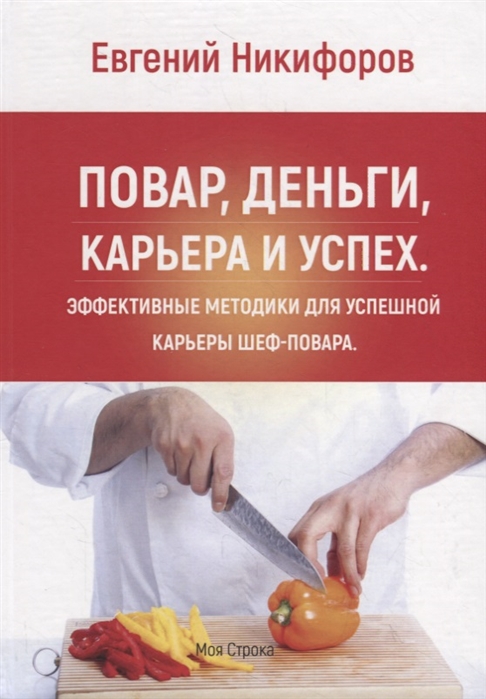 Евгений Никифоров
ПОВАР, ДЕНЬГИ,
КАРЬЕРА И УСПЕХ.
ЭФФЕКТИВНЫЕ МЕТОДИКИ ДЛЯ УСПЕШНОЙ
КАРЬЕРЫ ШЕФ-ПОВАРА.
Моя Строка